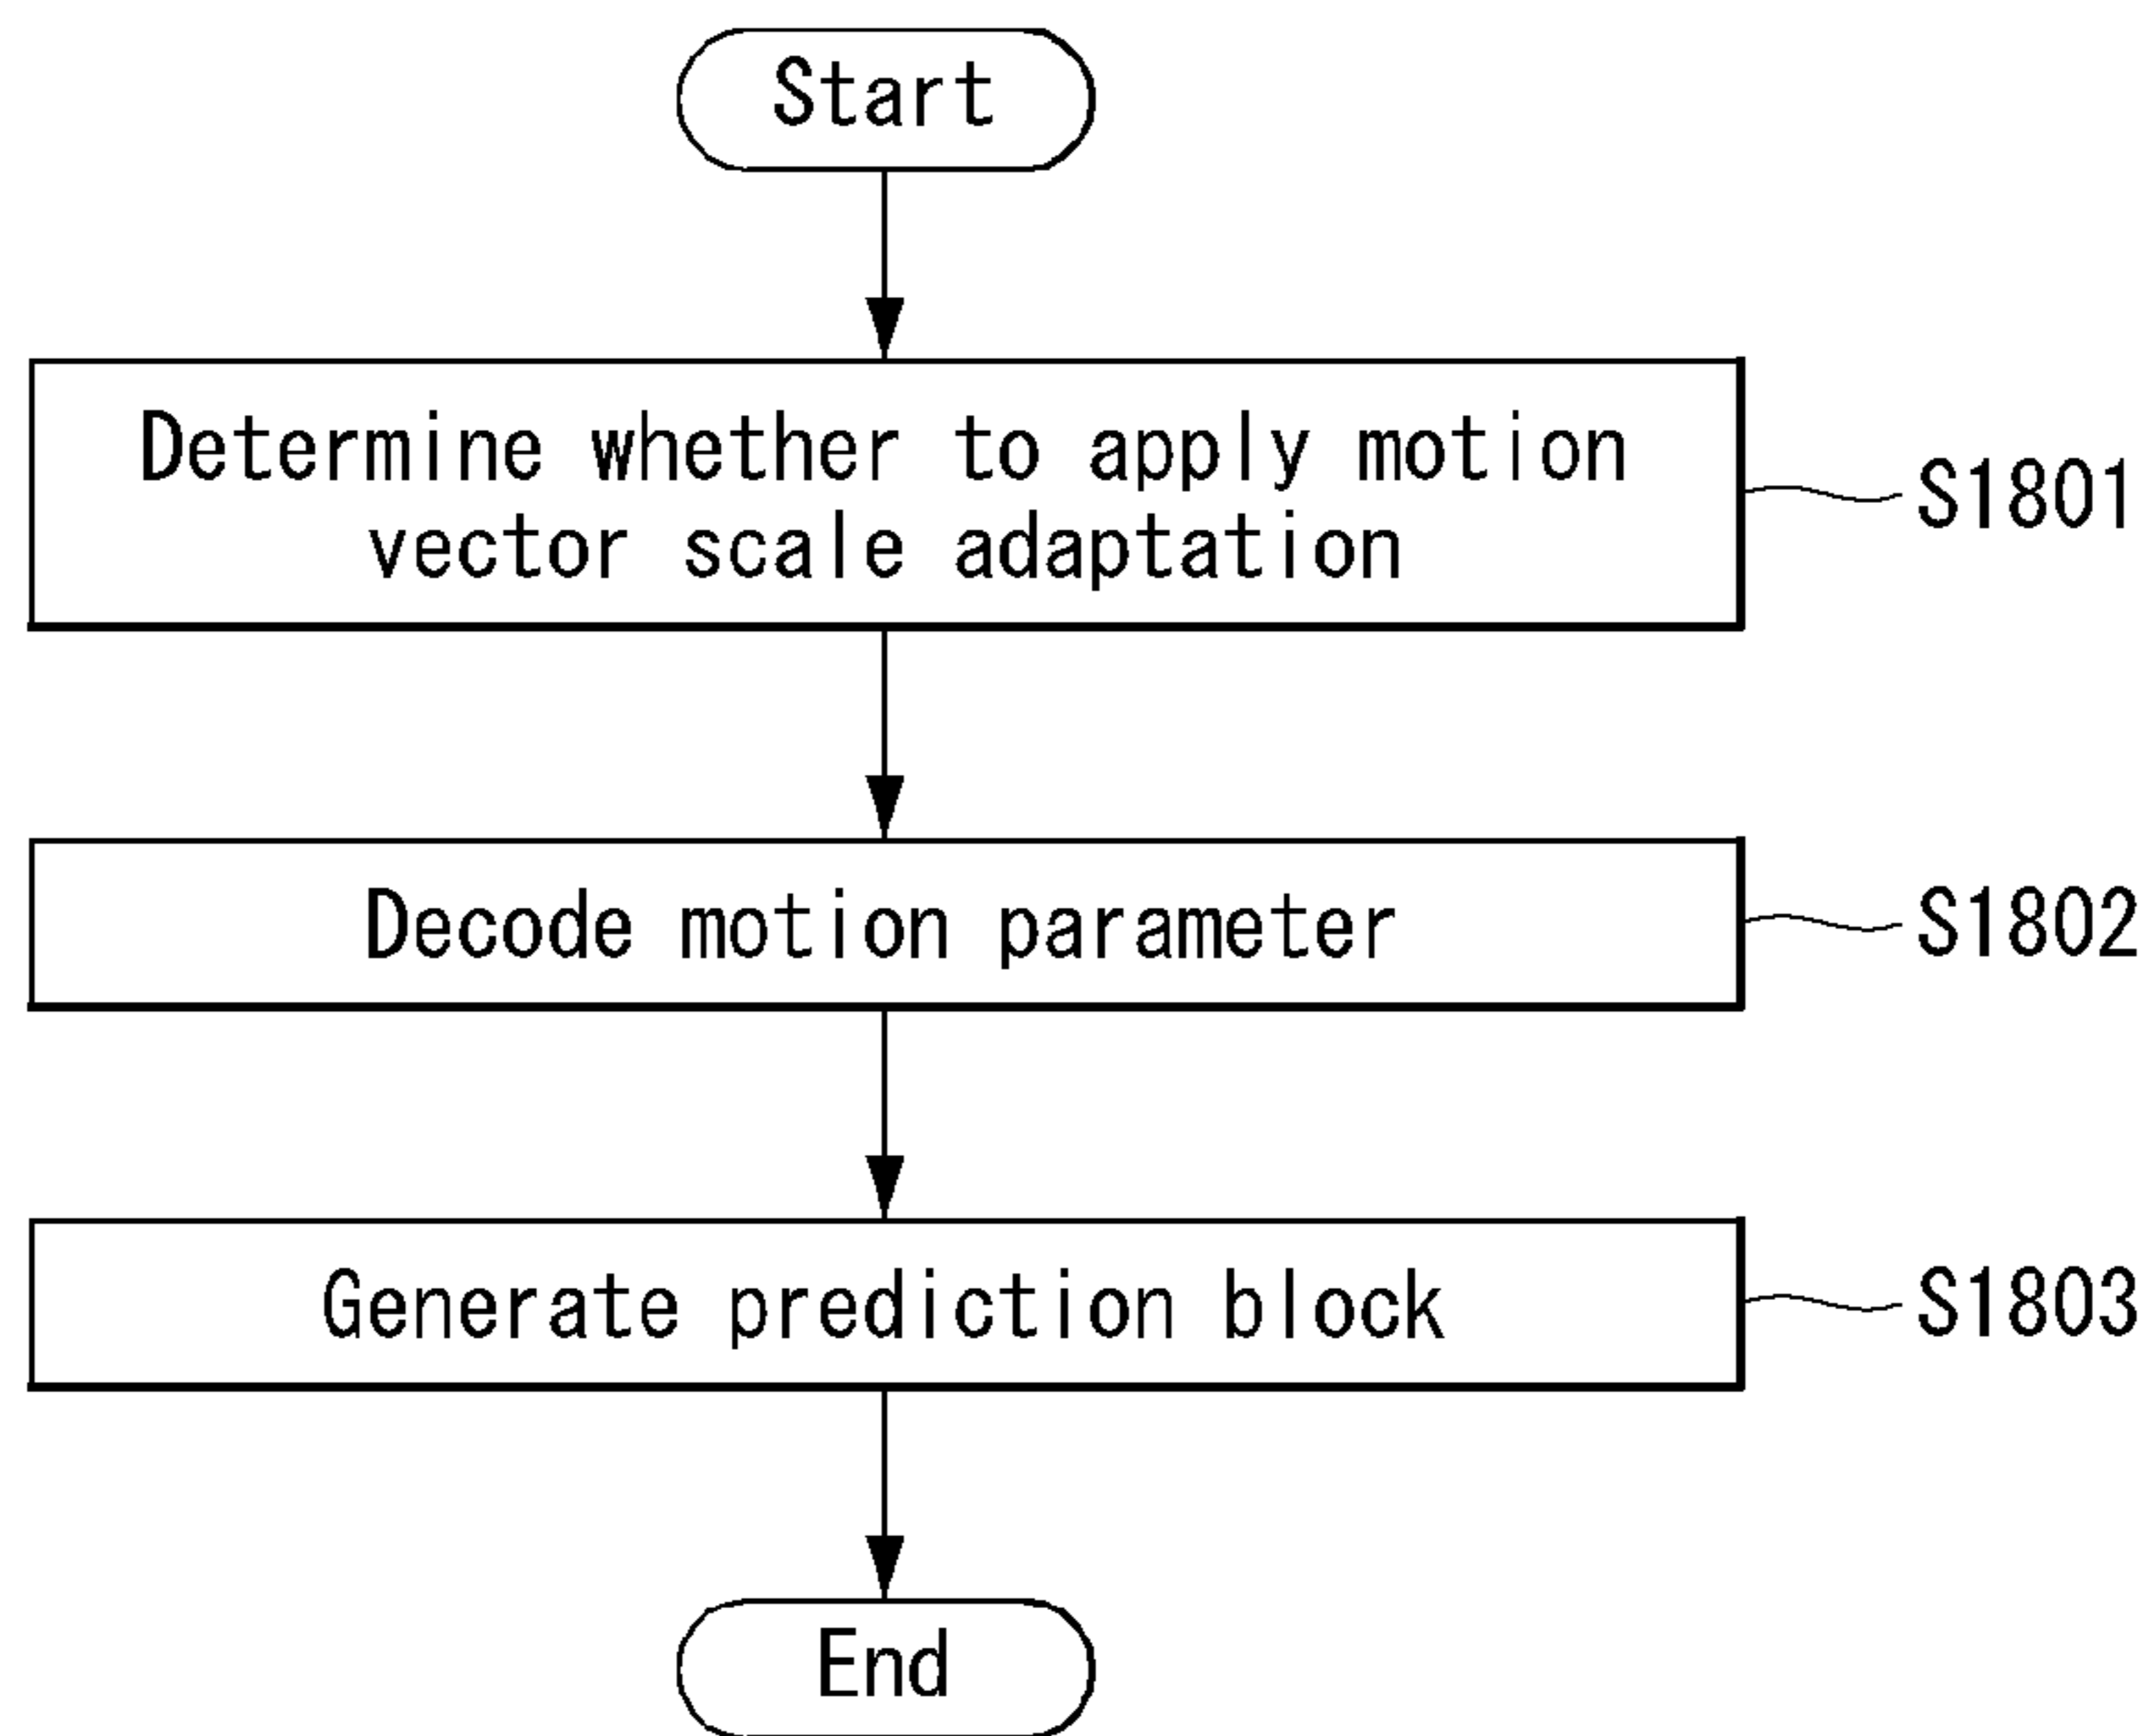 Start
Determine whether to apply motion
vector scale adaptation
S1801
Decode motion parameter
S1802
Generate prediction block
S1803
End